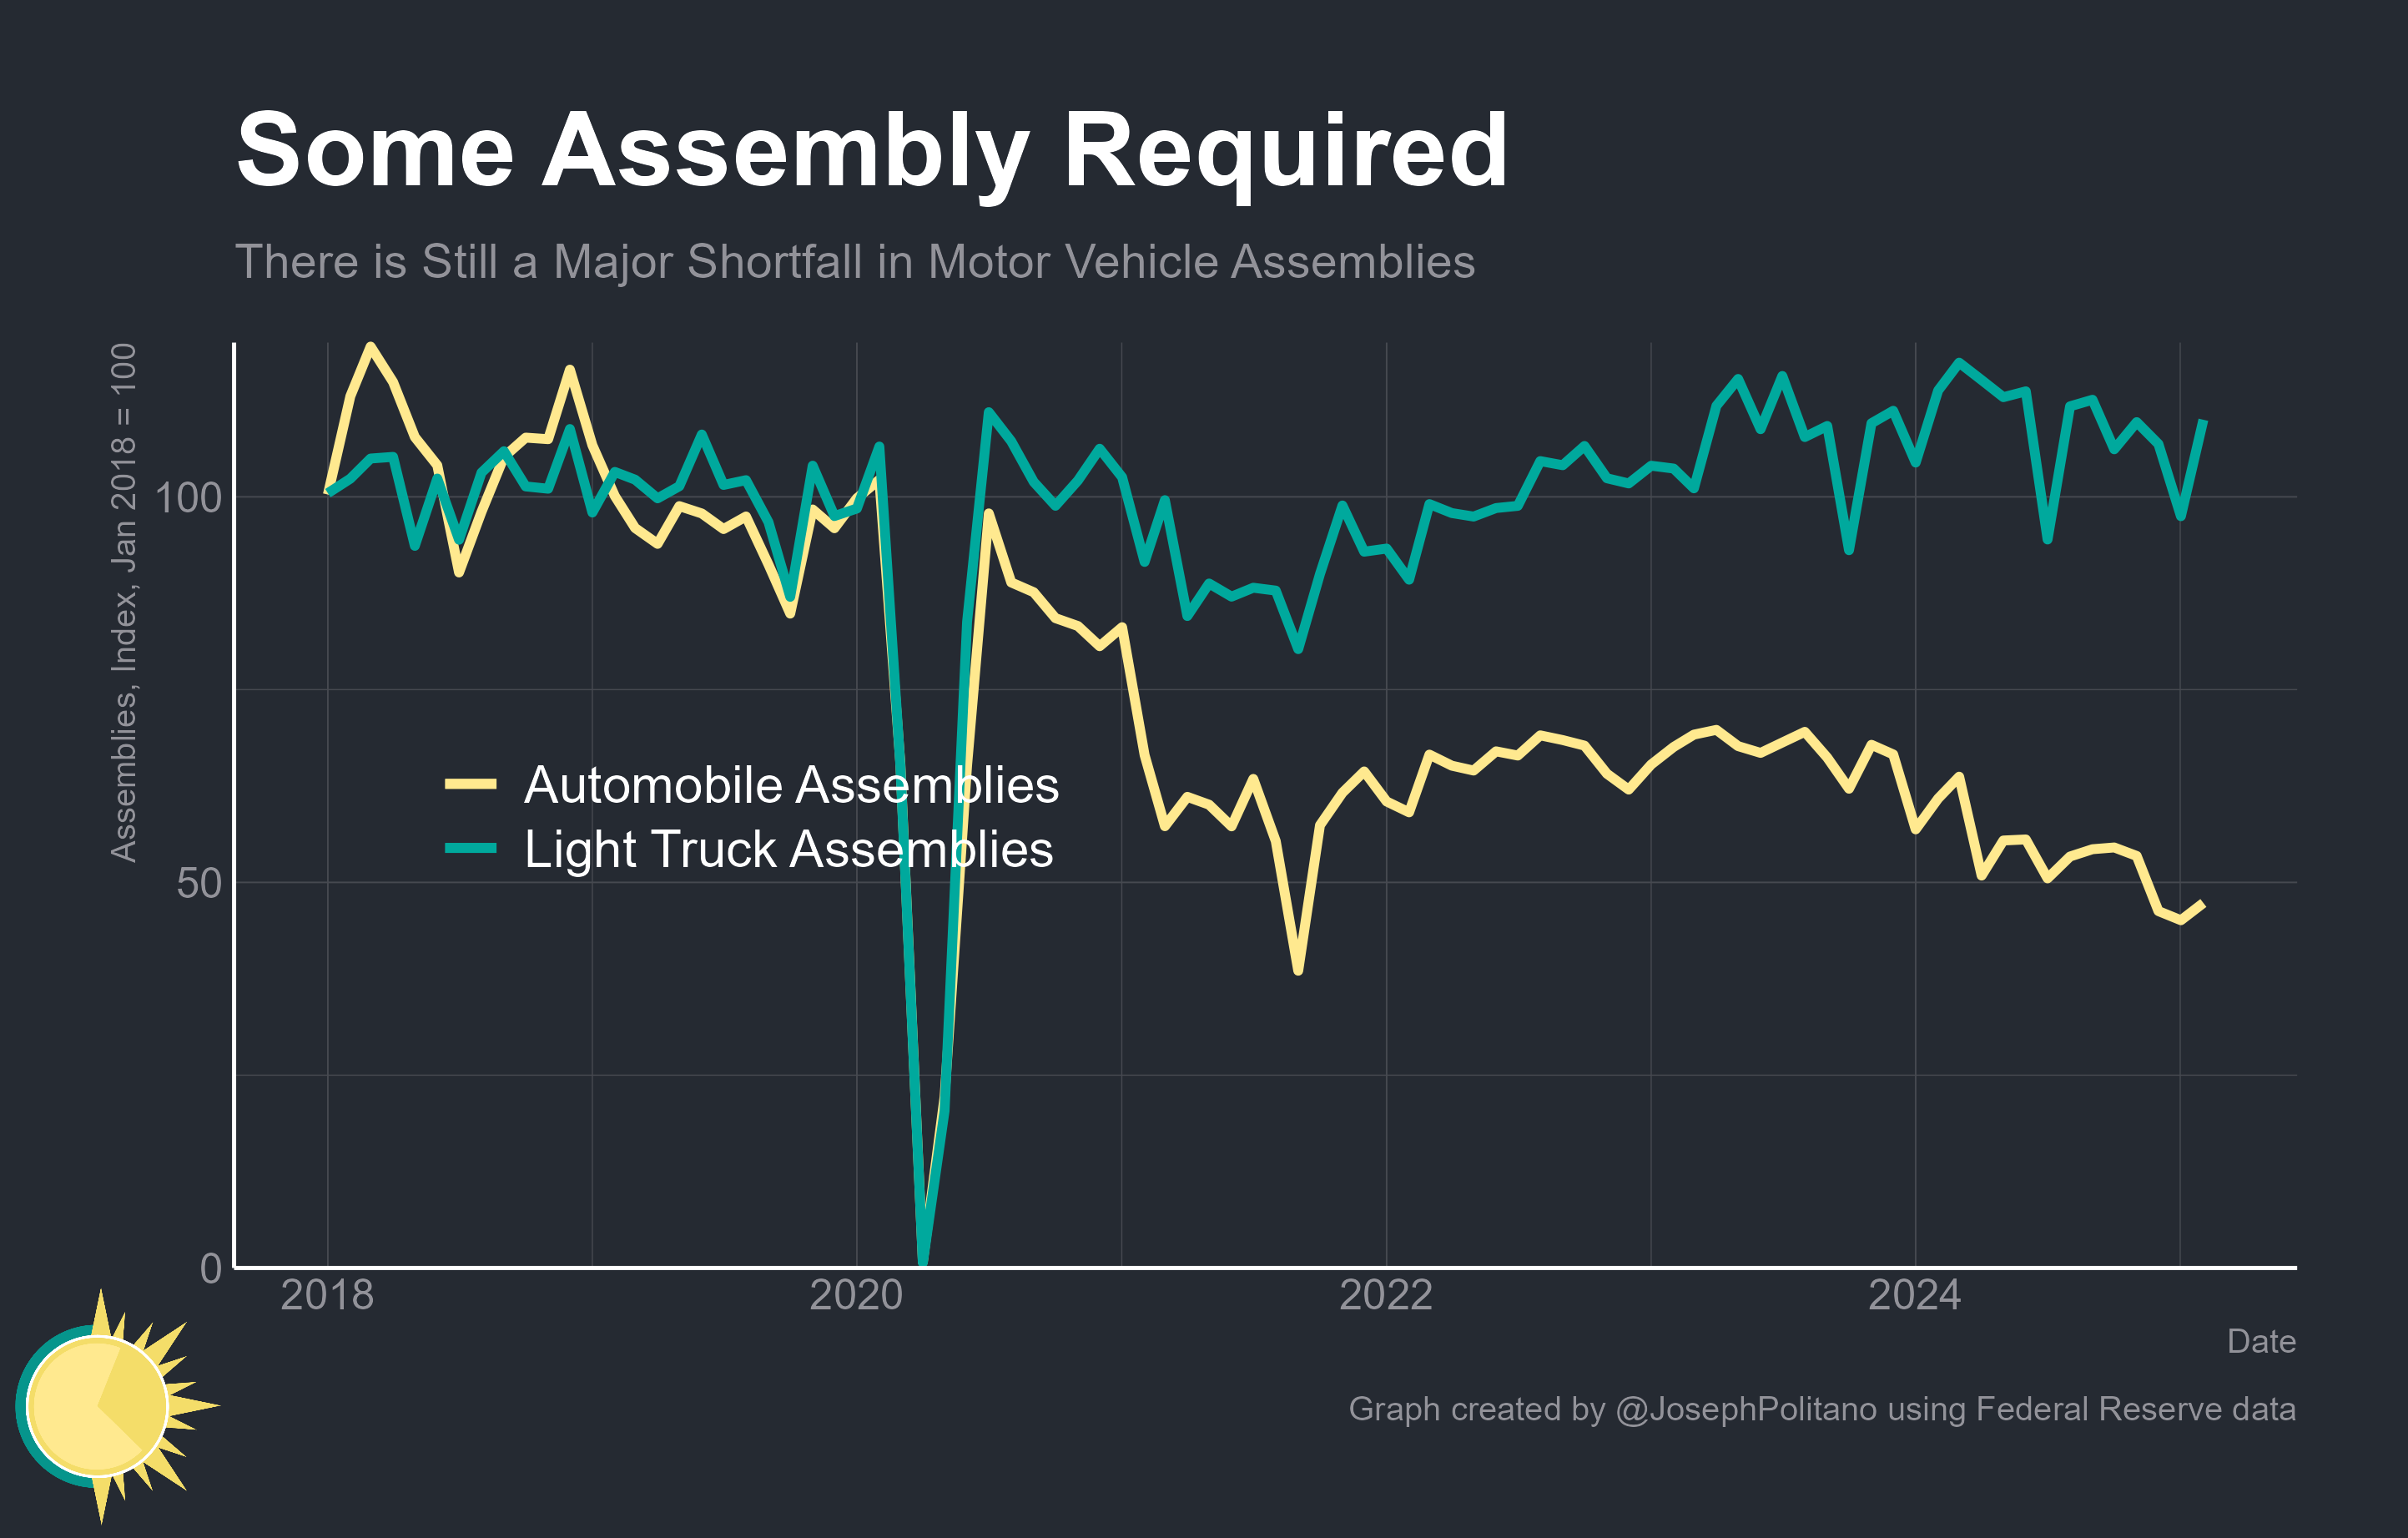 Some Assembly Required
There is Still a Major Shortfall in Motor Vehicle Assemblies
Assemblies, Index, Jan 2018 = 100
100
50
0
Automobile Assemblies
Light Truck Assemblies
2018
2020
2022
2024
Date
Graph created by @JosephPolitano using Federal Reserve data